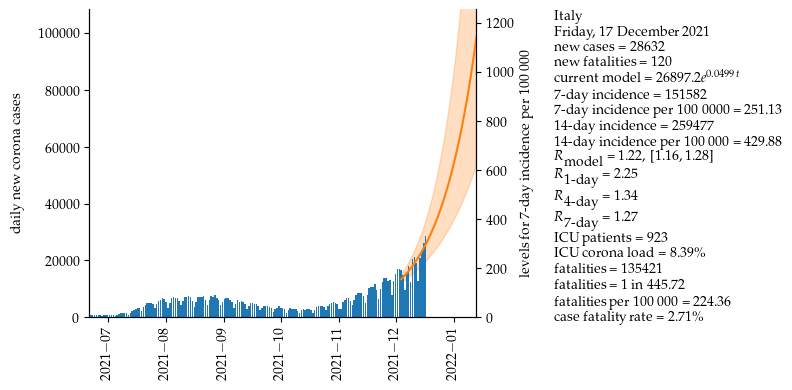 daily new corona cases
100000
80000
60000
40000
20000
0
2021−07
2021−08
2021−09
2021−10
2021−11
2021−12
2022−01
1200
1000
800
600
400
200
0
levels for 7-day incidence per 100 000
Italy
Friday, 17 December 2021
new cases = 28632
new fatalities = 120
current model = 26897.2e^0.0499 t
7-day incidence = 151582
7-day incidence per 100 0000 = 251.13
14-day incidence = 259477
14-day incidence per 100 000 = 429.88
R_model = 1.22, [1.16, 1.28]
R_1-day = 2.25
R_4-day = 1.34
R_7-day = 1.27
ICU patients = 923
ICU corona load = 8.39%
fatalities = 135421
fatalities = 1 in 445.72
fatalities per 100 000 = 224.36
case fatality rate = 2.71%